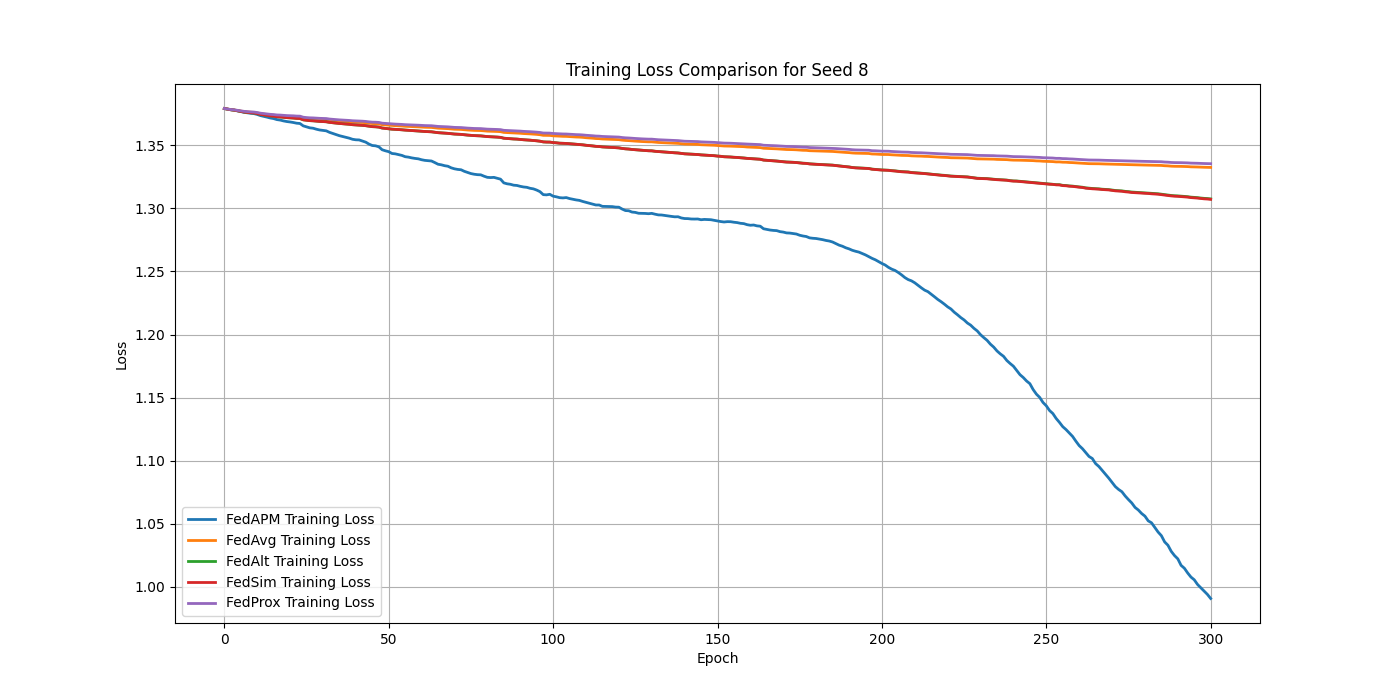 Training Loss Comparison for Seed 8
Loss
1.35
1.30
1.25
1.20
1.15
1.10
1.05
1.00
FedAPM Training Loss
FedAvg Training Loss
FedAlt Training Loss
FedSim Training Loss
FedProx Training Loss
0 50 100 150 200 250 300
Epoch